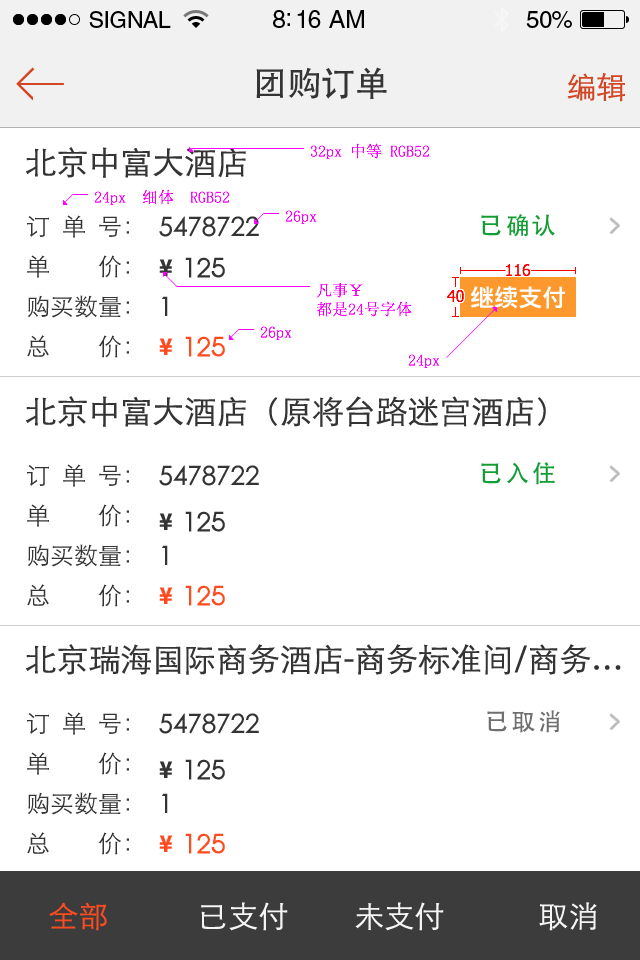 SIGNAL 8:16 AM 50%
团购订单 编辑
北京中富大酒店 32px 中等 RGB52
24px 细体 RGB52
订单号: 5478722 26px 已确认
单价: ¥ 125 116
凡事¥
都是24号字体
40 继续支付
购买数量: 1
总价: ¥ 125 26px
24px
北京中富大酒店（原将台路迷宫酒店）
订单号: 5478722 已入住
单价: ¥ 125
购买数量: 1
总价: ¥ 125
北京瑞海国际商务酒店-商务标准间/商务...
订单号: 5478722 已取消
单价: ¥ 125
购买数量: 1
总价: ¥ 125
全部 已支付 未支付 取消